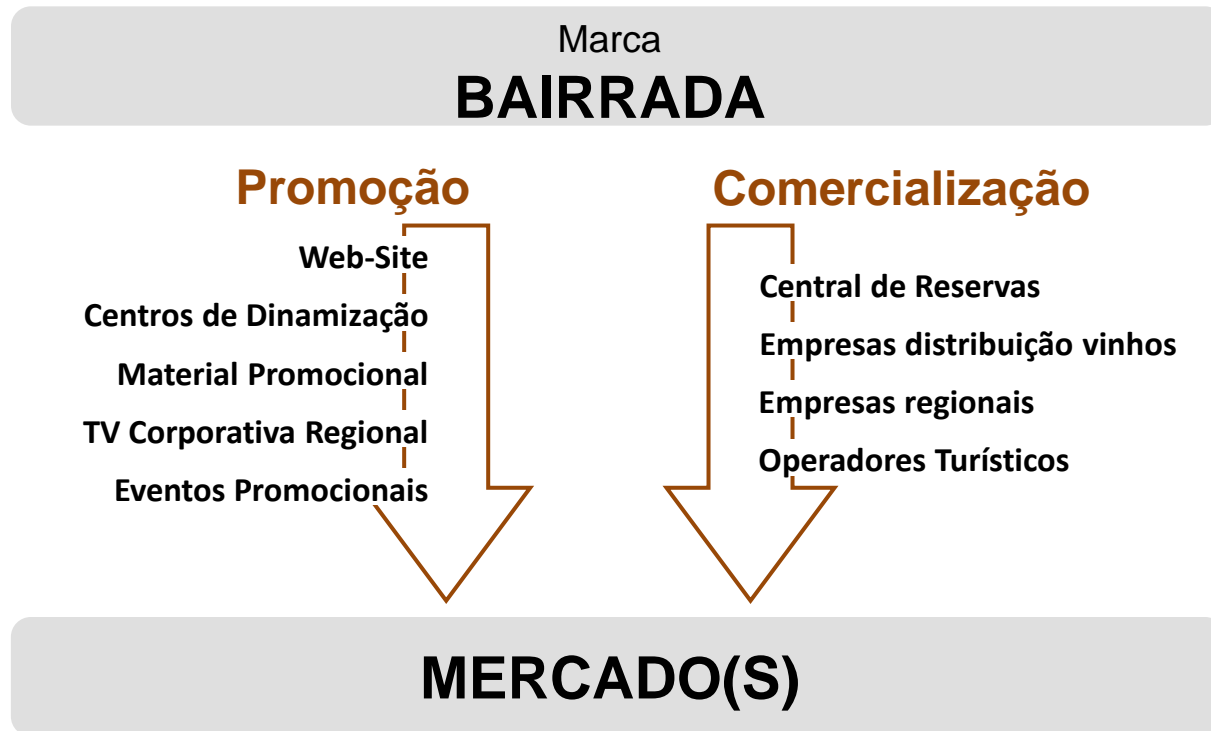 Marca
BAIRRADA
Promoção
Web-Site
Centros de Dinamização
Material Promocional
TV Corporativa Regional
Eventos Promocionais
Comercialização
Central de Reservas
Empresas distribuição vinhos
Empresas regionais
Operadores Turísticos
MERCADO(S)